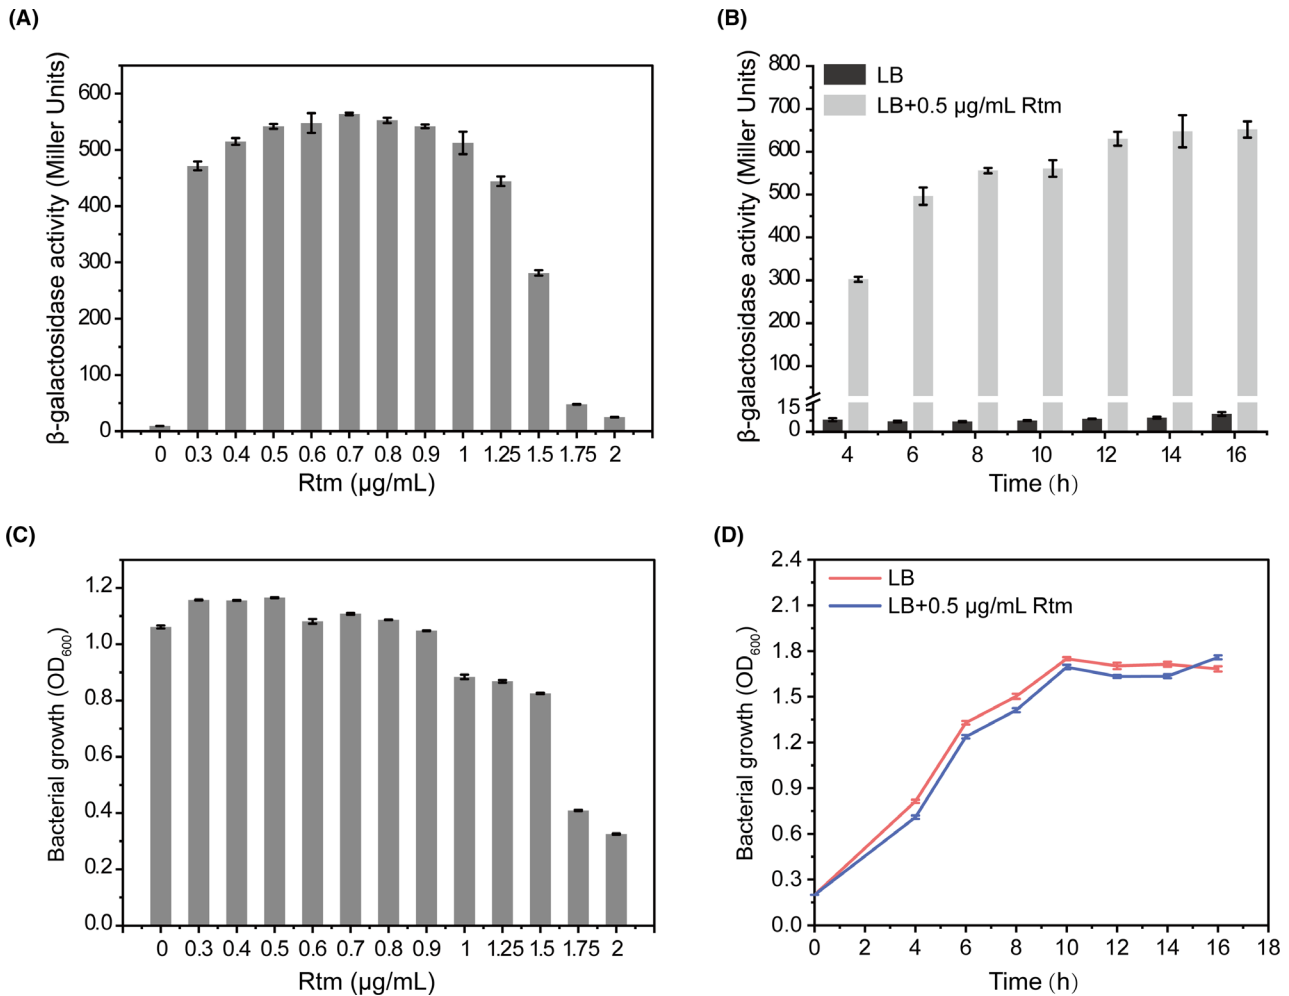 (A)
β-galactosidase activity (Miller Units)
600
500
400
300
200
100
0
0 0.3 0.4 0.5 0.6 0.7 0.8 0.9 1 1.25 1.5 1.75 2
Rtm (µg/mL)
(B)
β-galactosidase activity (Miller Units)
800
700
600
500
400
300
200
100
15
0
LB
LB+0.5 µg/mL Rtm
4 6 8 10 12 14 16
Time (h)
(C)
Bacterial growth (OD600)
1.2
1.0
0.8
0.6
0.4
0.2
0.0
0 0.3 0.4 0.5 0.6 0.7 0.8 0.9 1 1.25 1.5 1.75 2
Rtm (µg/mL)
(D)
Bacterial growth (OD600)
2.4
2.1
1.8
1.5
1.2
0.9
0.6
0.3
0.0
LB
LB+0.5 µg/mL Rtm
0 2 4 6 8 10 12 14 16 18
Time (h)